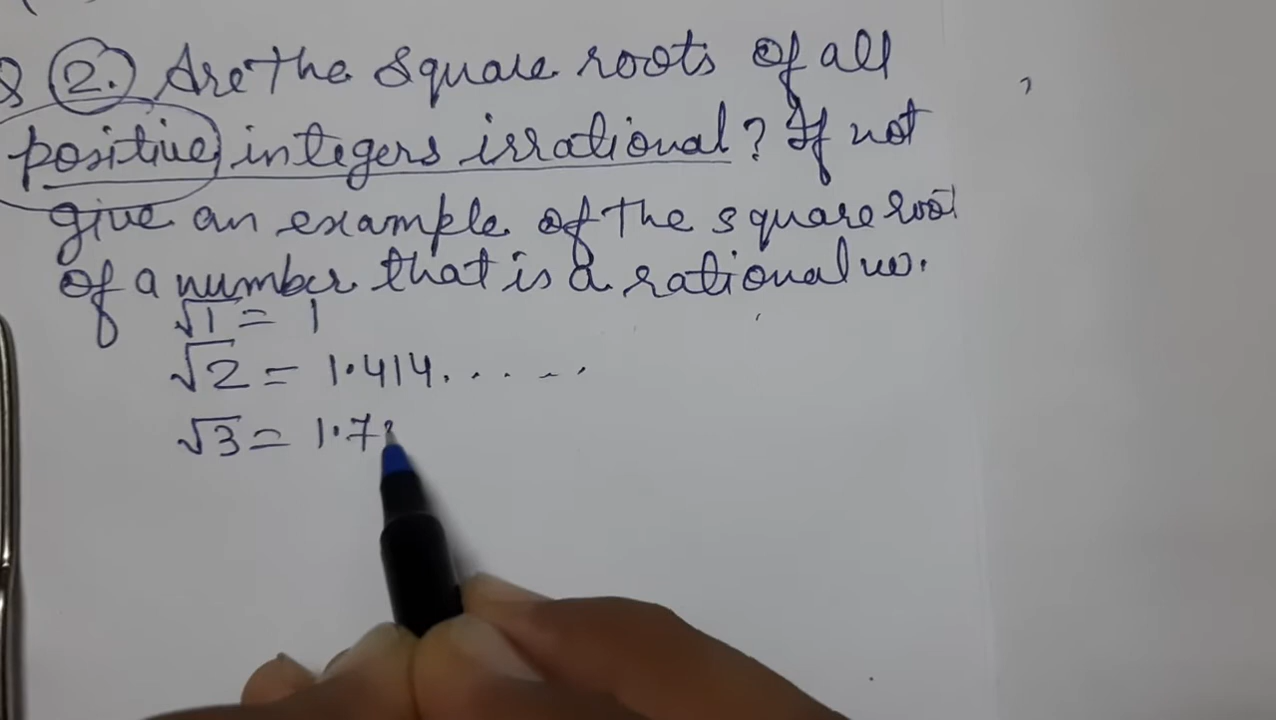 2. Are the square roots of all
positive integers irrational? If not
give an example of the square root
of a number that is a rational no.
√1 = 1
√2 = 1.414.....
√3 = 1.73